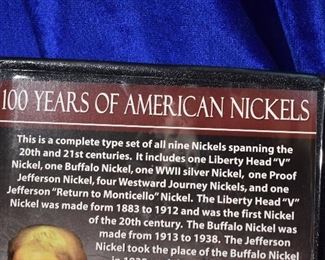 100 YEARS OF AMERICAN NICKELS
This is a complete type set of all nine Nickels spanning the
20th and 21st centuries. It includes one Liberty Head "V"
Nickel, one Buffalo Nickel, one WWII silver Nickel, one Proof
Jefferson Nickel, four Westward Journey Nickels, and one
Jefferson "Return to Monticello" Nickel. The Liberty Head "V"
Nickel was made form 1883 to 1912 and was the first Nickel
of the 20th century. The Buffalo Nickel was
made from 1913 to 1938. The Jefferson
Nickel took the place of the Buffalo Nickel